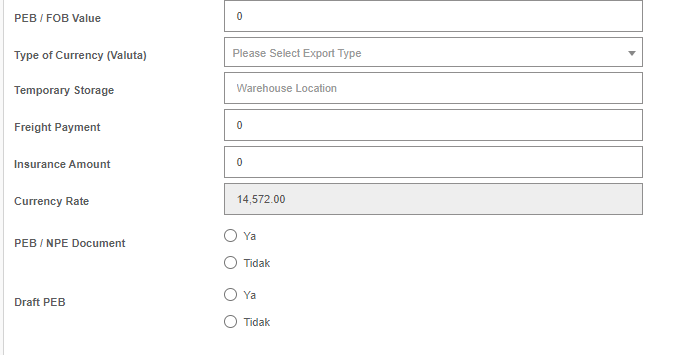 PEB / FOB Value 0
Type of Currency (Valuta) Please Select Export Type
Temporary Storage Warehouse Location
Freight Payment 0
Insurance Amount 0
Currency Rate 14,572.00
PEB / NPE Document
Ya
Tidak
Draft PEB
Ya
Tidak